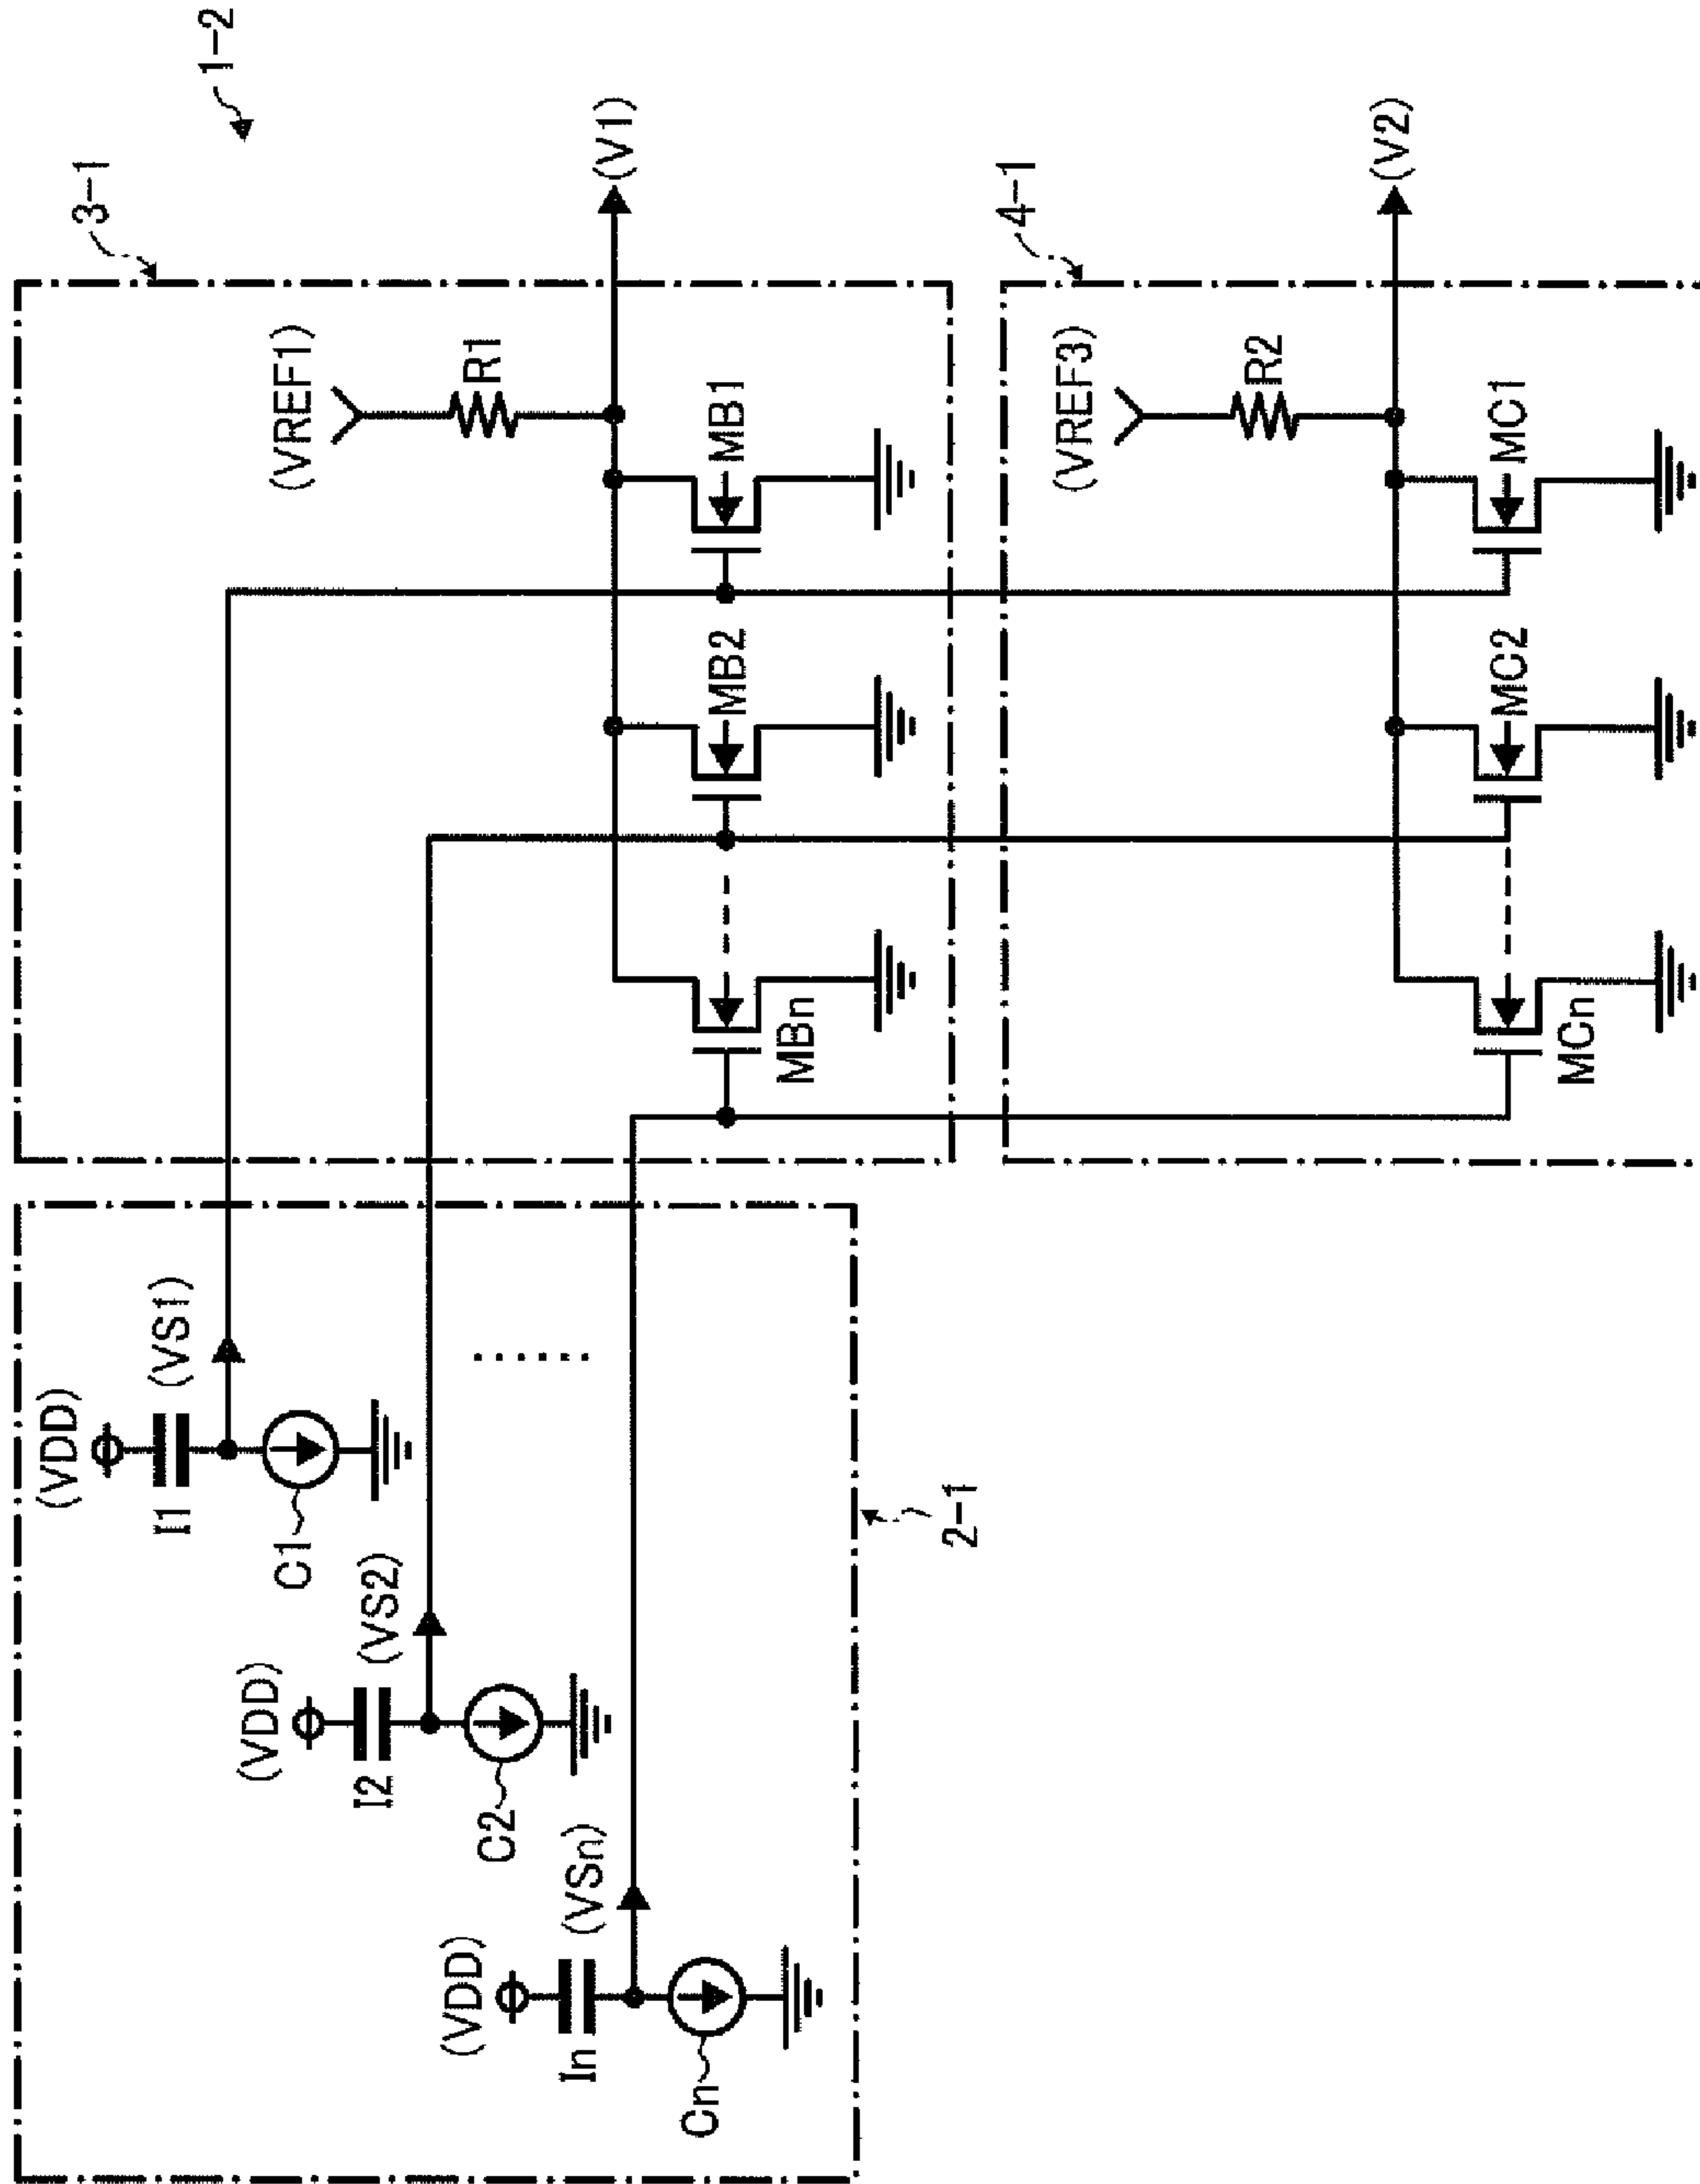 1-2
3-1
(VREF1)
R1
(V1)
MB1
MB2
MBn
4-1
(VREF3)
R2
(V2)
MC1
MC2
MCn
(VDD)
I1
(VS1)
C1
(VDD)
I2
(VS2)
C2
......
(VDD)
In
(VSn)
Cn
2-1